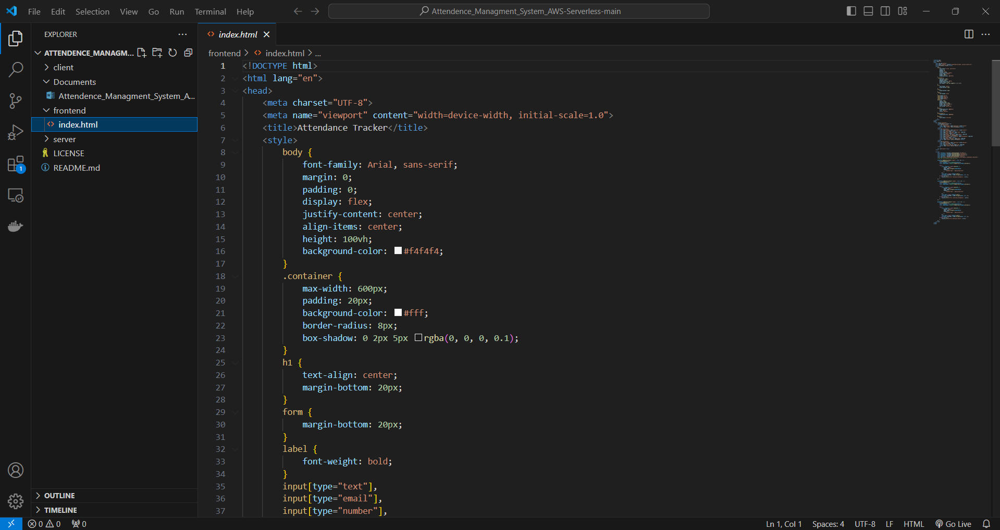 File Edit Selection View Go Run Terminal Help
Attendence_Managment_System_AWS-Serverless-main
EXPLORER
ATTENDENCE_MANAGM...
client
Documents
Attendence_Managment_System_A...
frontend
index.html
server
LICENSE
README.md
1
OUTLINE
TIMELINE
index.html
frontend > index.html > ...
1 <!DOCTYPE html>
2 <html lang="en">
3 <head>
4 <meta charset="UTF-8">
5 <meta name="viewport" content="width=device-width, initial-scale=1.0">
6 <title>Attendance Tracker</title>
7 <style>
8 body {
9 font-family: Arial, sans-serif;
10 margin: 0;
11 padding: 0;
12 display: flex;
13 justify-content: center;
14 align-items: center;
15 height: 100vh;
16 background-color: #f4f4f4;
17 }
18 .container {
19 max-width: 600px;
20 padding: 20px;
21 background-color: #fff;
22 border-radius: 8px;
23 box-shadow: 0 2px 5px rgba(0, 0, 0, 0.1);
24 }
25 h1 {
26 text-align: center;
27 margin-bottom: 20px;
28 }
29 form {
30 margin-bottom: 20px;
31 }
32 label {
33 font-weight: bold;
34 }
35 input[type="text"],
36 input[type="email"],
37 input[type="number"],
0 0 0
Ln 1, Col 1 Spaces: 4 UTF-8 LF HTML Go Live